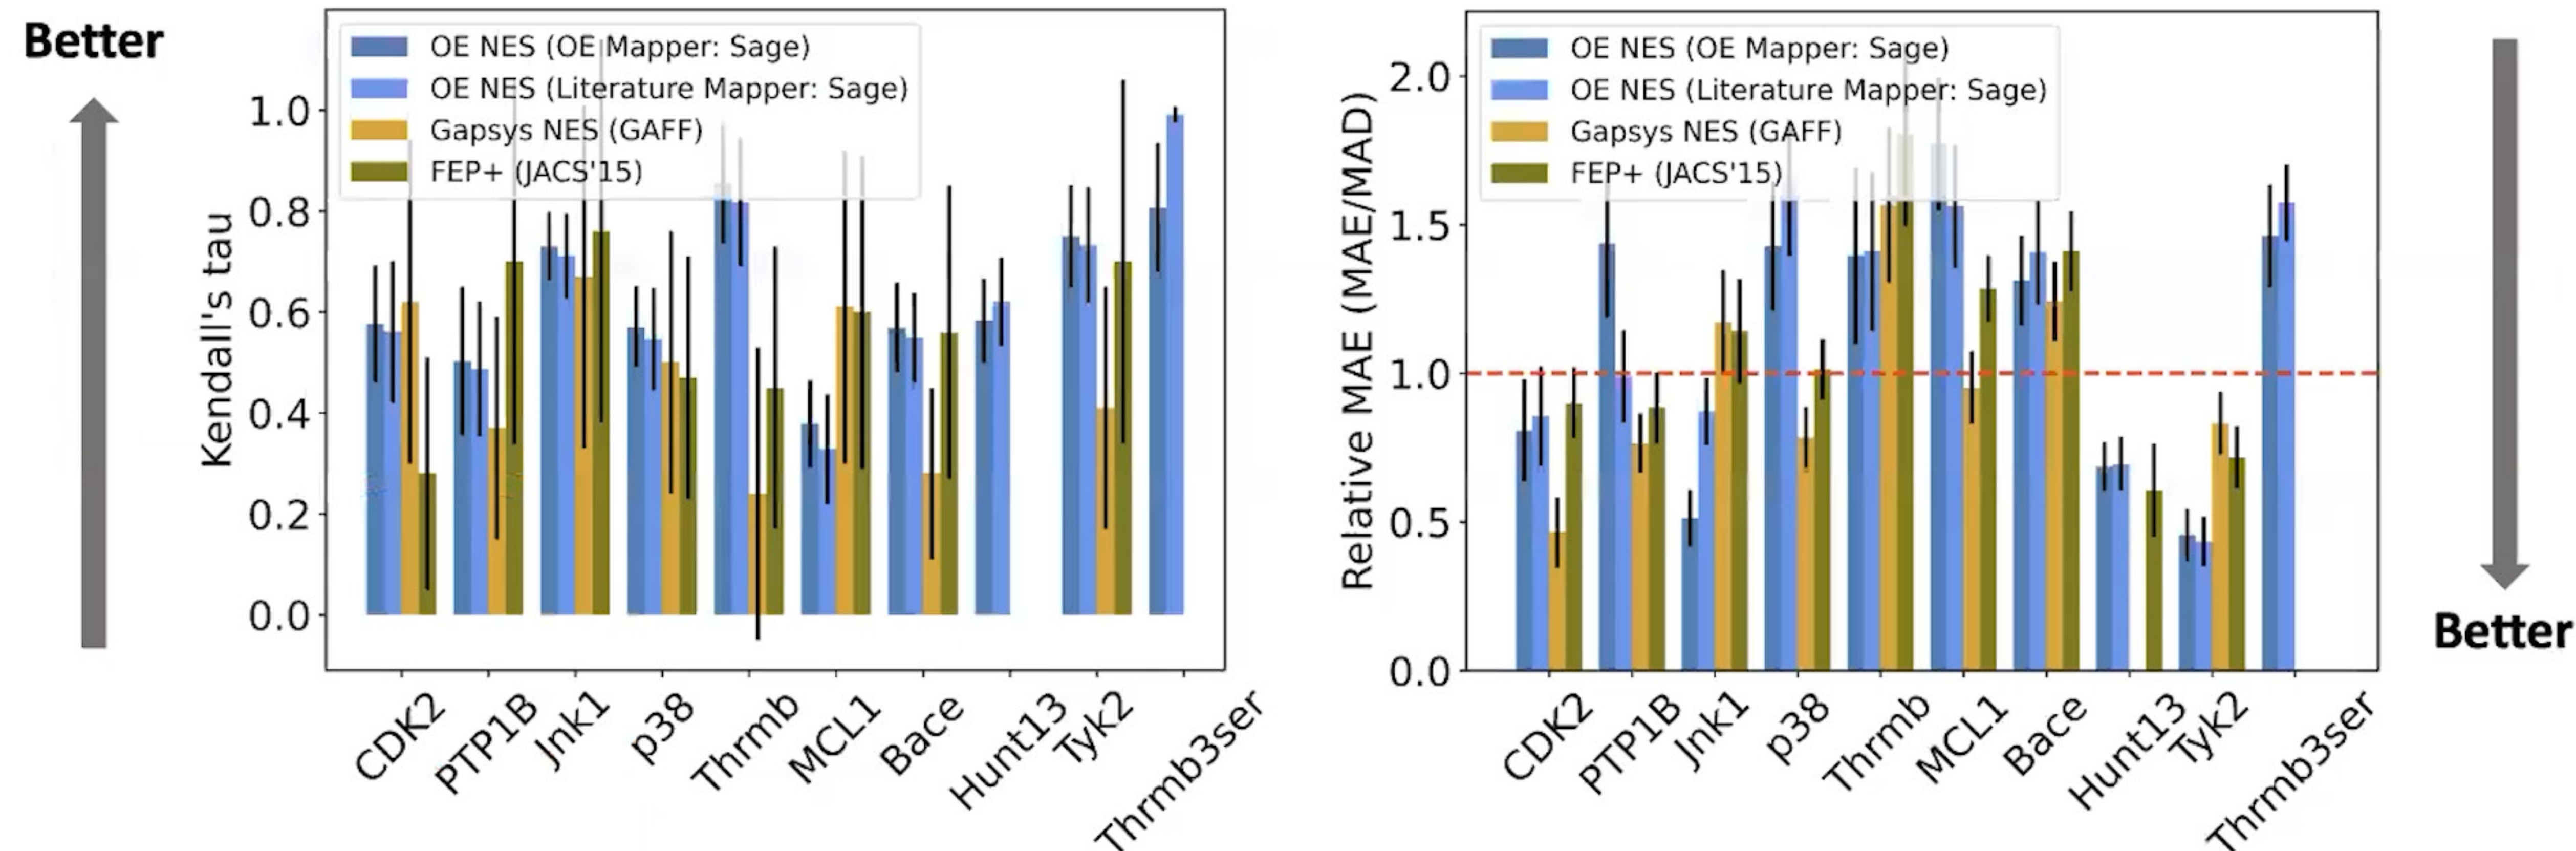 Better
Kendall's tau
1.0
0.8
0.6
0.4
0.2
0.0
OE NES (OE Mapper: Sage)
OE NES (Literature Mapper: Sage)
Gapsys NES (GAFF)
FEP+ (JACS'15)
CDK2
PTP1B
Jnk1
p38
Thrmb
MCL1
Bace
Hunt13
Tyk2
Thrmb3ser
Relative MAE (MAE/MAD)
2.0
1.5
1.0
0.5
0.0
OE NES (OE Mapper: Sage)
OE NES (Literature Mapper: Sage)
Gapsys NES (GAFF)
FEP+ (JACS'15)
CDK2
PTP1B
Jnk1
p38
Thrmb
MCL1
Bace
Hunt13
Tyk2
Thrmb3ser
Better